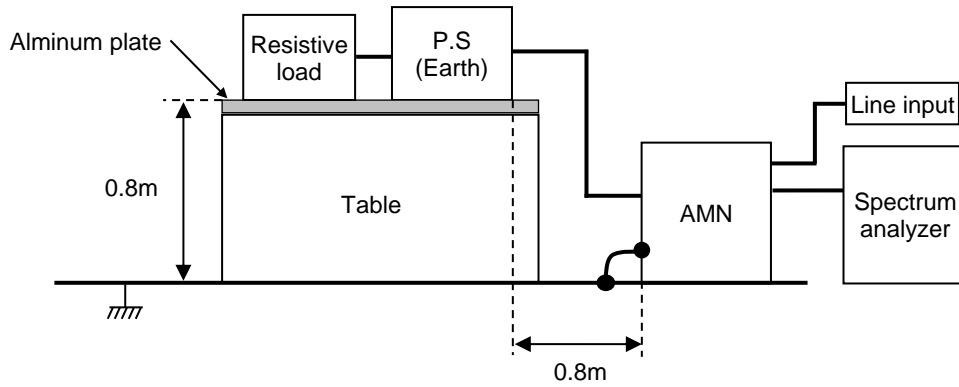 Alminum plate
Resistive
load
P.S
(Earth)
Line input
0.8m
Table
AMN
Spectrum
analyzer
0.8m